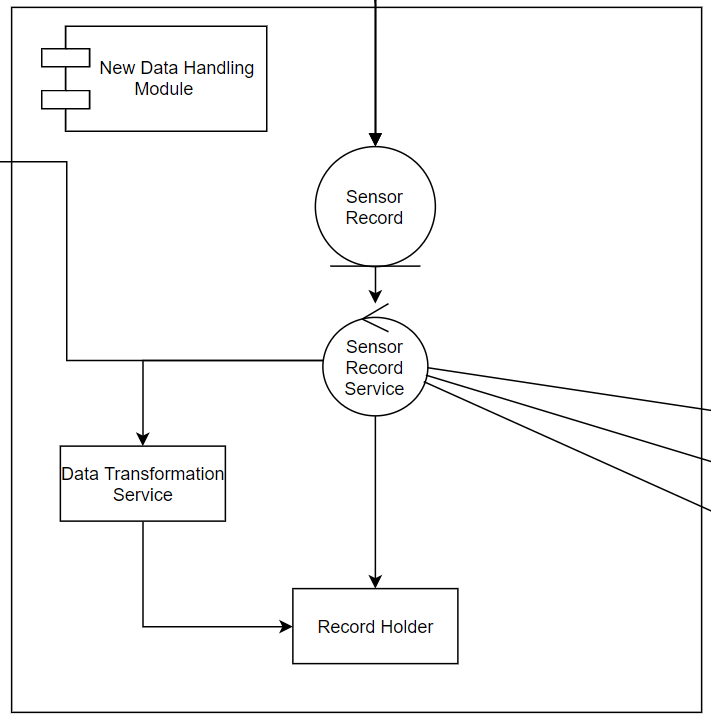 New Data Handling
Module
Sensor
Record
Sensor
Record
Service
Data Transformation
Service
Record Holder